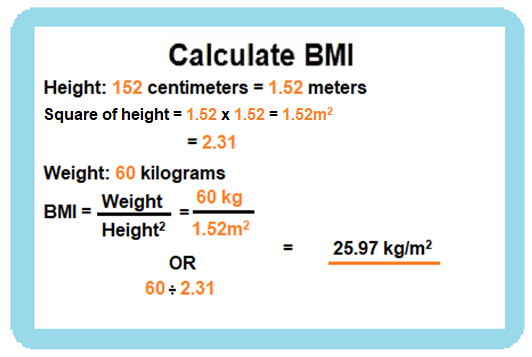 Calculate BMI
Height: 152 centimeters = 1.52 meters
Square of height = 1.52 x 1.52 = 1.52m²
= 2.31
Weight: 60 kilograms
BMI = Weight / Height² = 60 kg / 1.52m² = 25.97 kg/m²
OR
60 ÷ 2.31